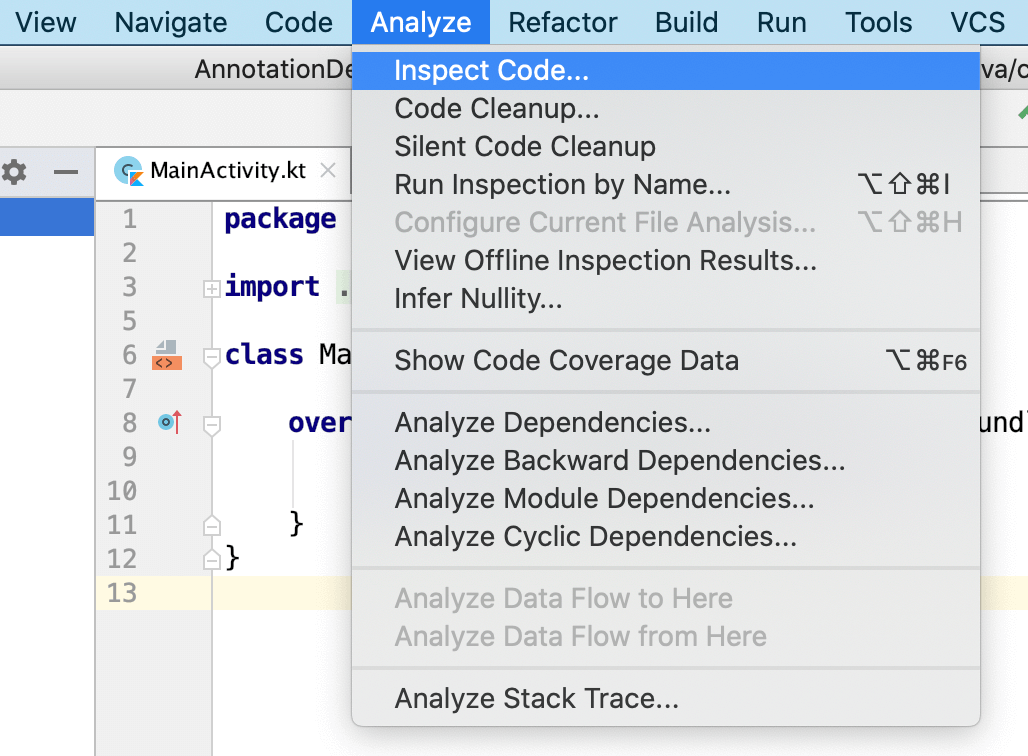 View Navigate Code Analyze Refactor Build Run Tools VCS
AnnotationDe va/c
Inspect Code...
Code Cleanup...
Silent Code Cleanup
Run Inspection by Name... ⌥⇧⌘I
Configure Current File Analysis... ⌥⇧⌘H
View Offline Inspection Results...
Infer Nullity...
Show Code Coverage Data ⌥⌘F6
Analyze Dependencies...
Analyze Backward Dependencies...
Analyze Module Dependencies...
Analyze Cyclic Dependencies...
Analyze Data Flow to Here
Analyze Data Flow from Here
Analyze Stack Trace...
MainActivity.kt
1 package
2
3 import .
5
6 class Ma
7
8 over und
9
10
11 }
12 }
13